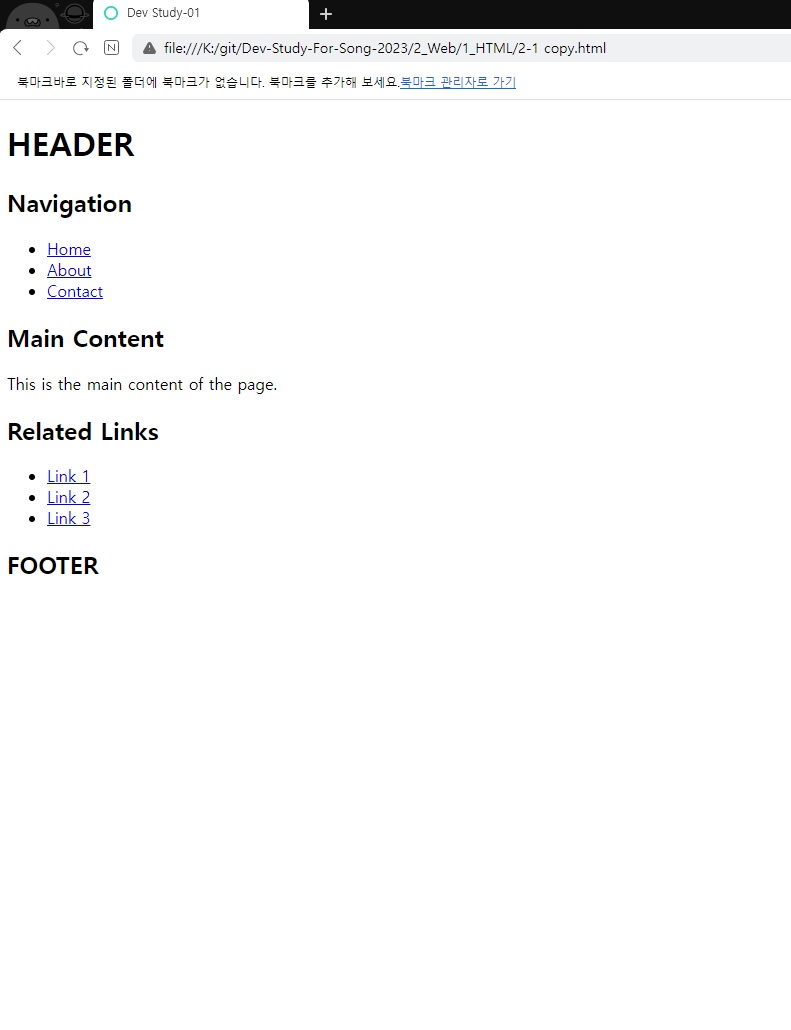 Dev Study-01
N
file:///K:/git/Dev-Study-For-Song-2023/2_Web/1_HTML/2-1 copy.html
북마크바로 지정된 폴더에 북마크가 없습니다. 북마크를 추가해 보세요.북마크 관리자로 가기
HEADER
Navigation
Home
About
Contact
Main Content
This is the main content of the page.
Related Links
Link 1
Link 2
Link 3
FOOTER